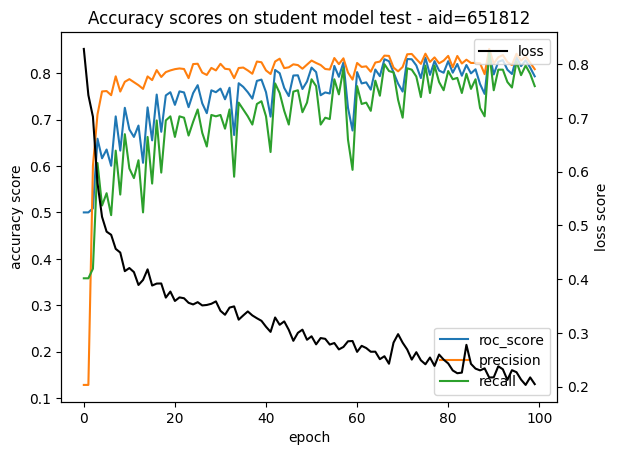 Accuracy scores on student model test - aid=651812
accuracy score
0.8
0.7
0.6
0.5
0.4
0.3
0.2
0.1
loss
0.8
0.7
0.6
0.5
0.4
0.3
0.2
loss score
roc_score
precision
recall
0
20
40
60
80
100
epoch